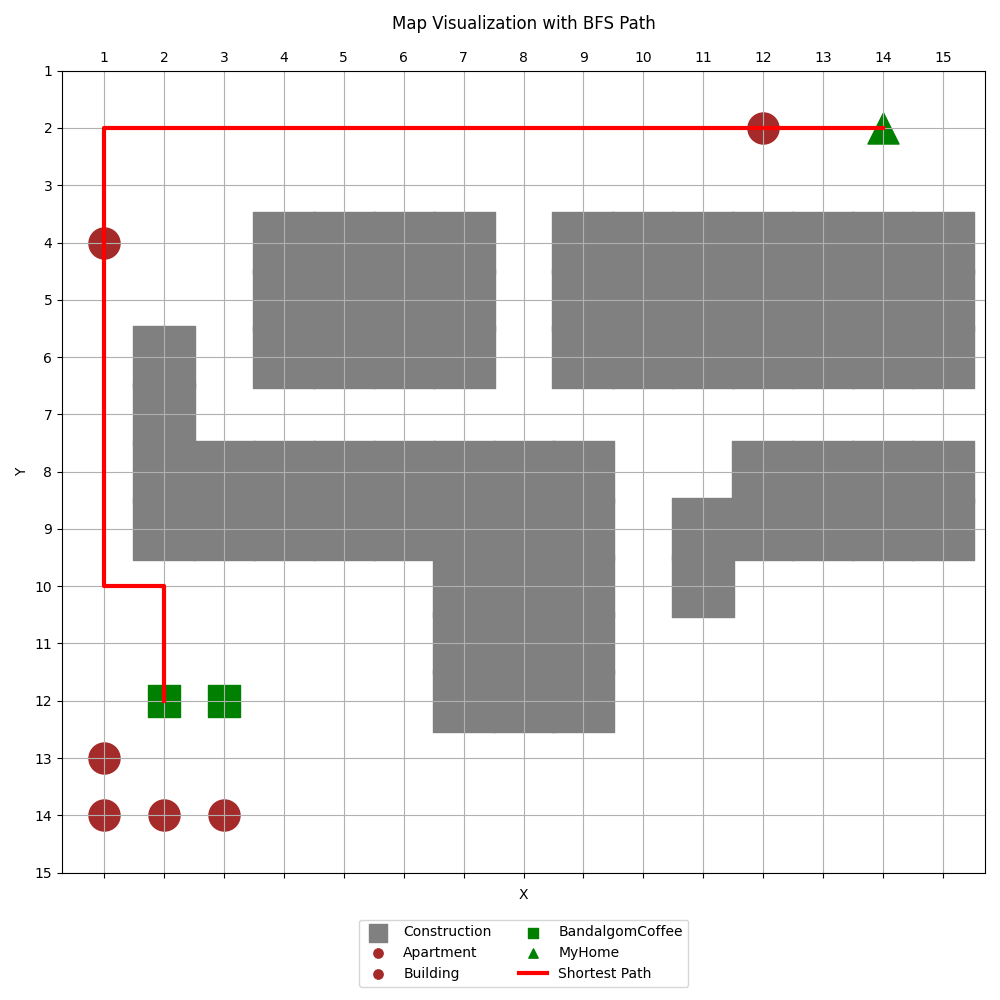 Map Visualization with BFS Path
1 2 3 4 5 6 7 8 9 10 11 12 13 14 15
1
2
3
4
5
6
7
8
9
10
11
12
13
14
15
Y
X
Construction
Apartment
Building
BandalgomCoffee
MyHome
Shortest Path